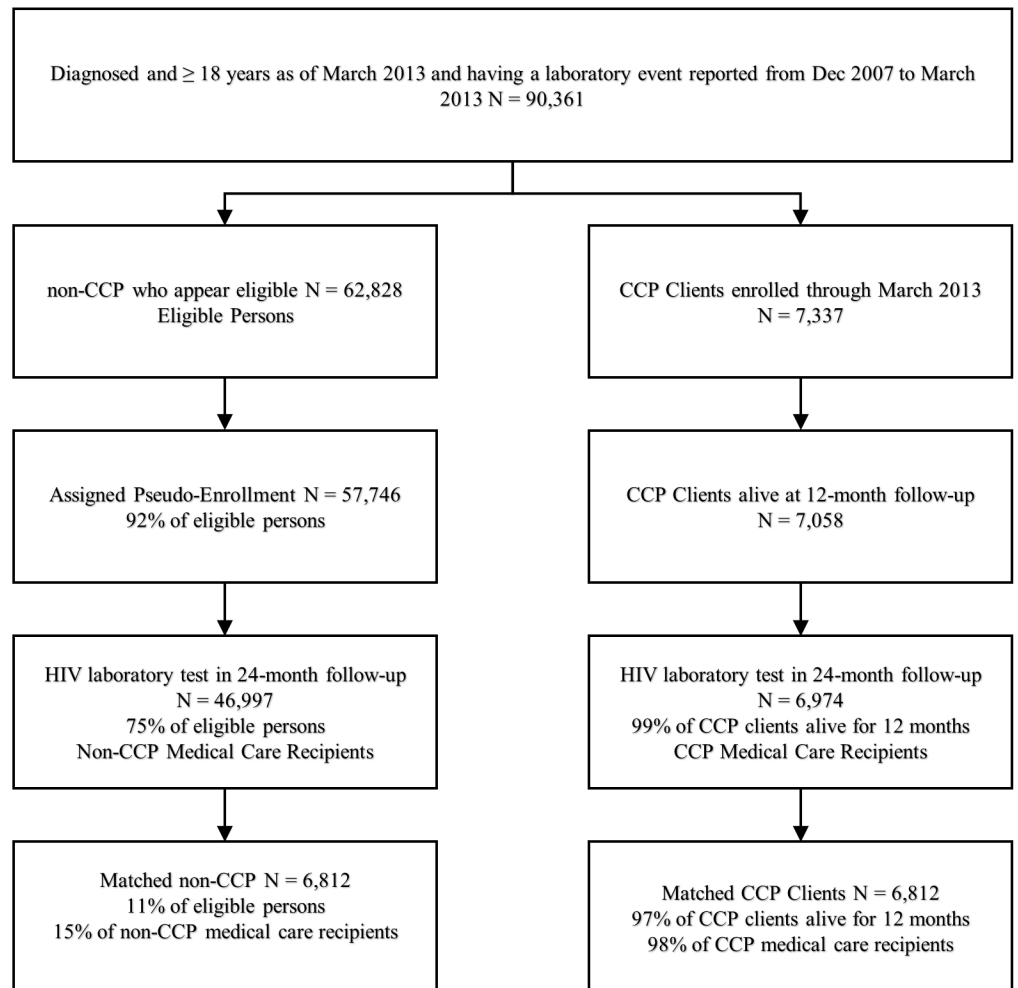 Diagnosed and ≥ 18 years as of March 2013 and having a laboratory event reported from Dec 2007 to March
2013 N = 90,361
non-CCP who appear eligible N = 62,828
Eligible Persons
CCP Clients enrolled through March 2013
N = 7,337
Assigned Pseudo-Enrollment N = 57,746
92% of eligible persons
CCP Clients alive at 12-month follow-up
N = 7,058
HIV laboratory test in 24-month follow-up
N = 46,997
75% of eligible persons
Non-CCP Medical Care Recipients
HIV laboratory test in 24-month follow-up
N = 6,974
99% of CCP clients alive for 12 months
CCP Medical Care Recipients
Matched non-CCP N = 6,812
11% of eligible persons
15% of non-CCP medical care recipients
Matched CCP Clients N = 6,812
97% of CCP clients alive for 12 months
98% of CCP medical care recipients